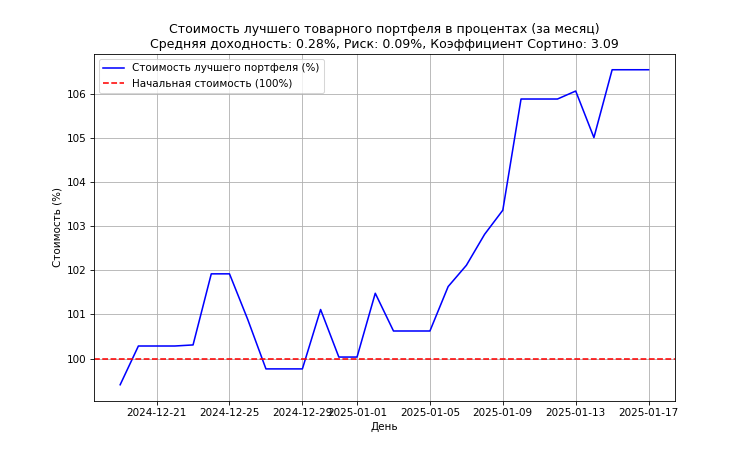 Стоимость лучшего товарного портфеля в процентах (за месяц)
Средняя доходность: 0.28%, Риск: 0.09%, Коэффициент Сортино: 3.09
Стоимость лучшего портфеля (%)
Начальная стоимость (100%)
Стоимость (%)
106
105
104
103
102
101
100
2024-12-21 2024-12-25 2024-12-29 2025-01-01 2025-01-05 2025-01-09 2025-01-13 2025-01-17
День